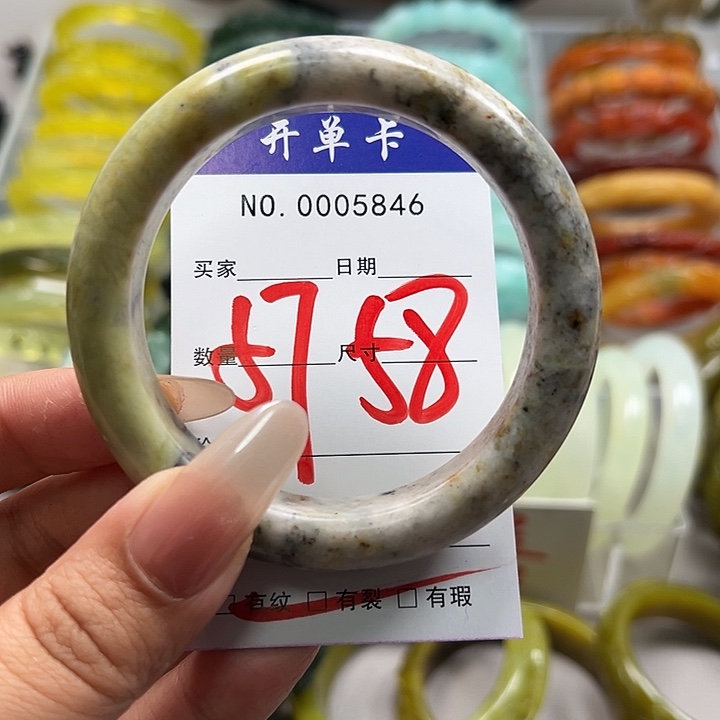 开单卡
NO.0005846
买家 日期
数量 尺寸
57 58
有纹 □有裂 □有瑕